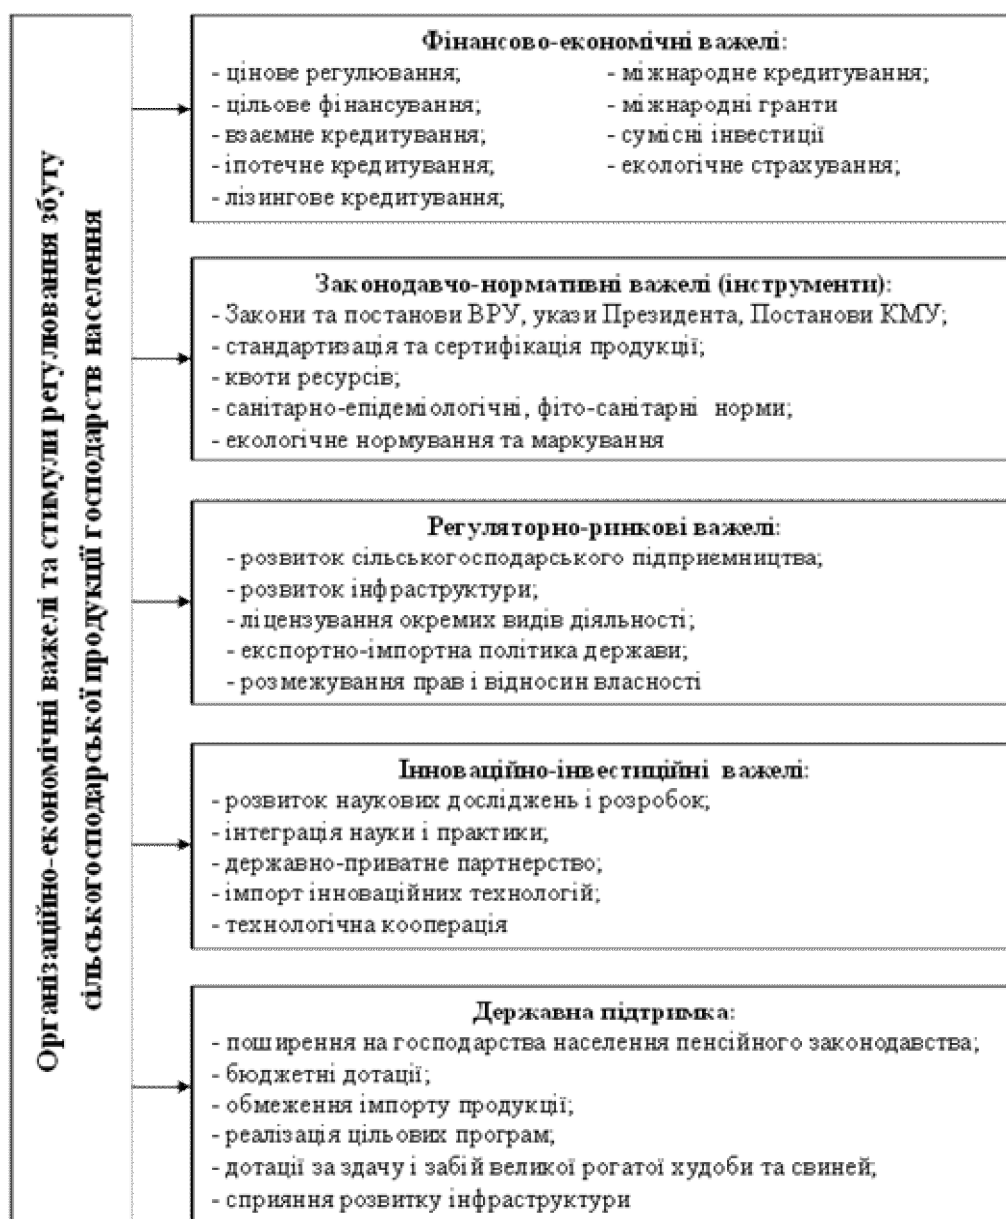 Організаційно-економічні важелі та стимули регулювання збуту
сільськогосподарської продукції господарств населення
Фінансово-економічні важелі:
- цінове регулювання;
- цільове фінансування;
- взаємне кредитування;
- іпотечне кредитування;
- лізингове кредитування;
- міжнародне кредитування;
- міжнародні гранти
- сумісні інвестиції
- екологічне страхування;
Законодавчо-нормативні важелі (інструменти):
- Закони та постанови ВРУ, укази Президента, Постанови КМУ;
- стандартизація та сертифікація продукції;
- квоти ресурсів;
- санітарно-епідеміологічні, фіто-санітарні норми;
- екологічне нормування та маркування
Регуляторно-ринкові важелі:
- розвиток сільськогосподарського підприємництва;
- розвиток інфраструктури;
- ліцензування окремих видів діяльності;
- експортно-імпортна політика держави;
- розмежування прав і відносин власності
Інноваційно-інвестиційні важелі:
- розвиток наукових досліджень і розробок;
- інтеграція науки і практики;
- державно-приватне партнерство;
- імпорт інноваційних технологій;
- технологічна кооперація
Державна підтримка:
- поширення на господарства населення пенсійного законодавства;
- бюджетні дотації;
- обмеження імпорту продукції;
- реалізація цільових програм;
- дотації за здачу і забій великої рогатої худоби та свиней;
- сприяння розвитку інфраструктури